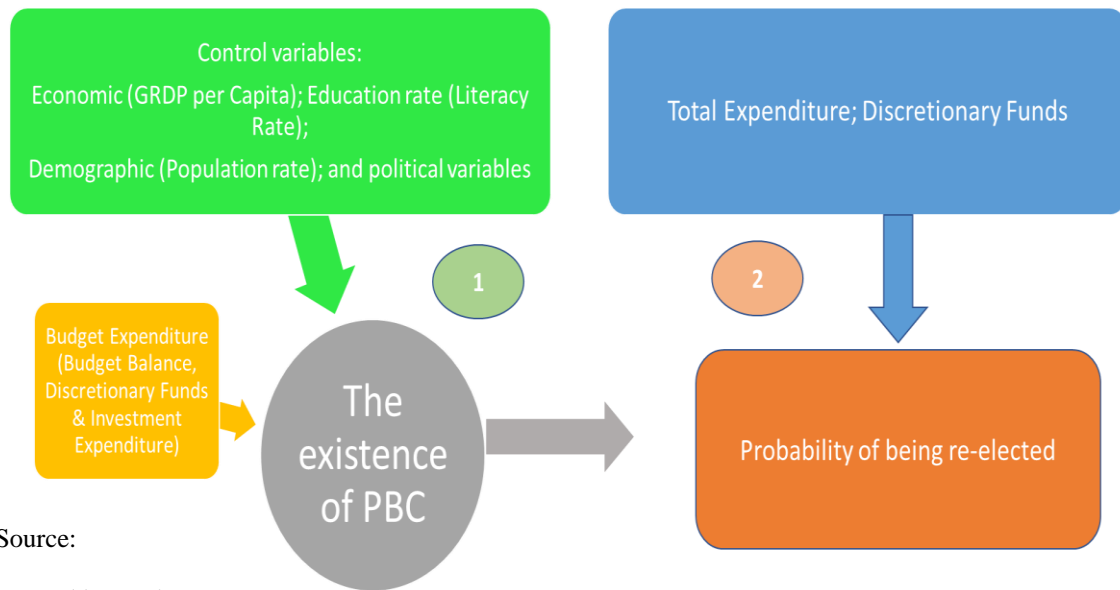 Control variables:
Economic (GRDP per Capita); Education rate (Literacy
Rate);
Demographic (Population rate); and political variables
Total Expenditure; Discretionary Funds
1
2
Budget Expenditure
(Budget Balance,
Discretionary Funds
& Investment
Expenditure)
The
existence
of PBC
Probability of being re-elected
Source: